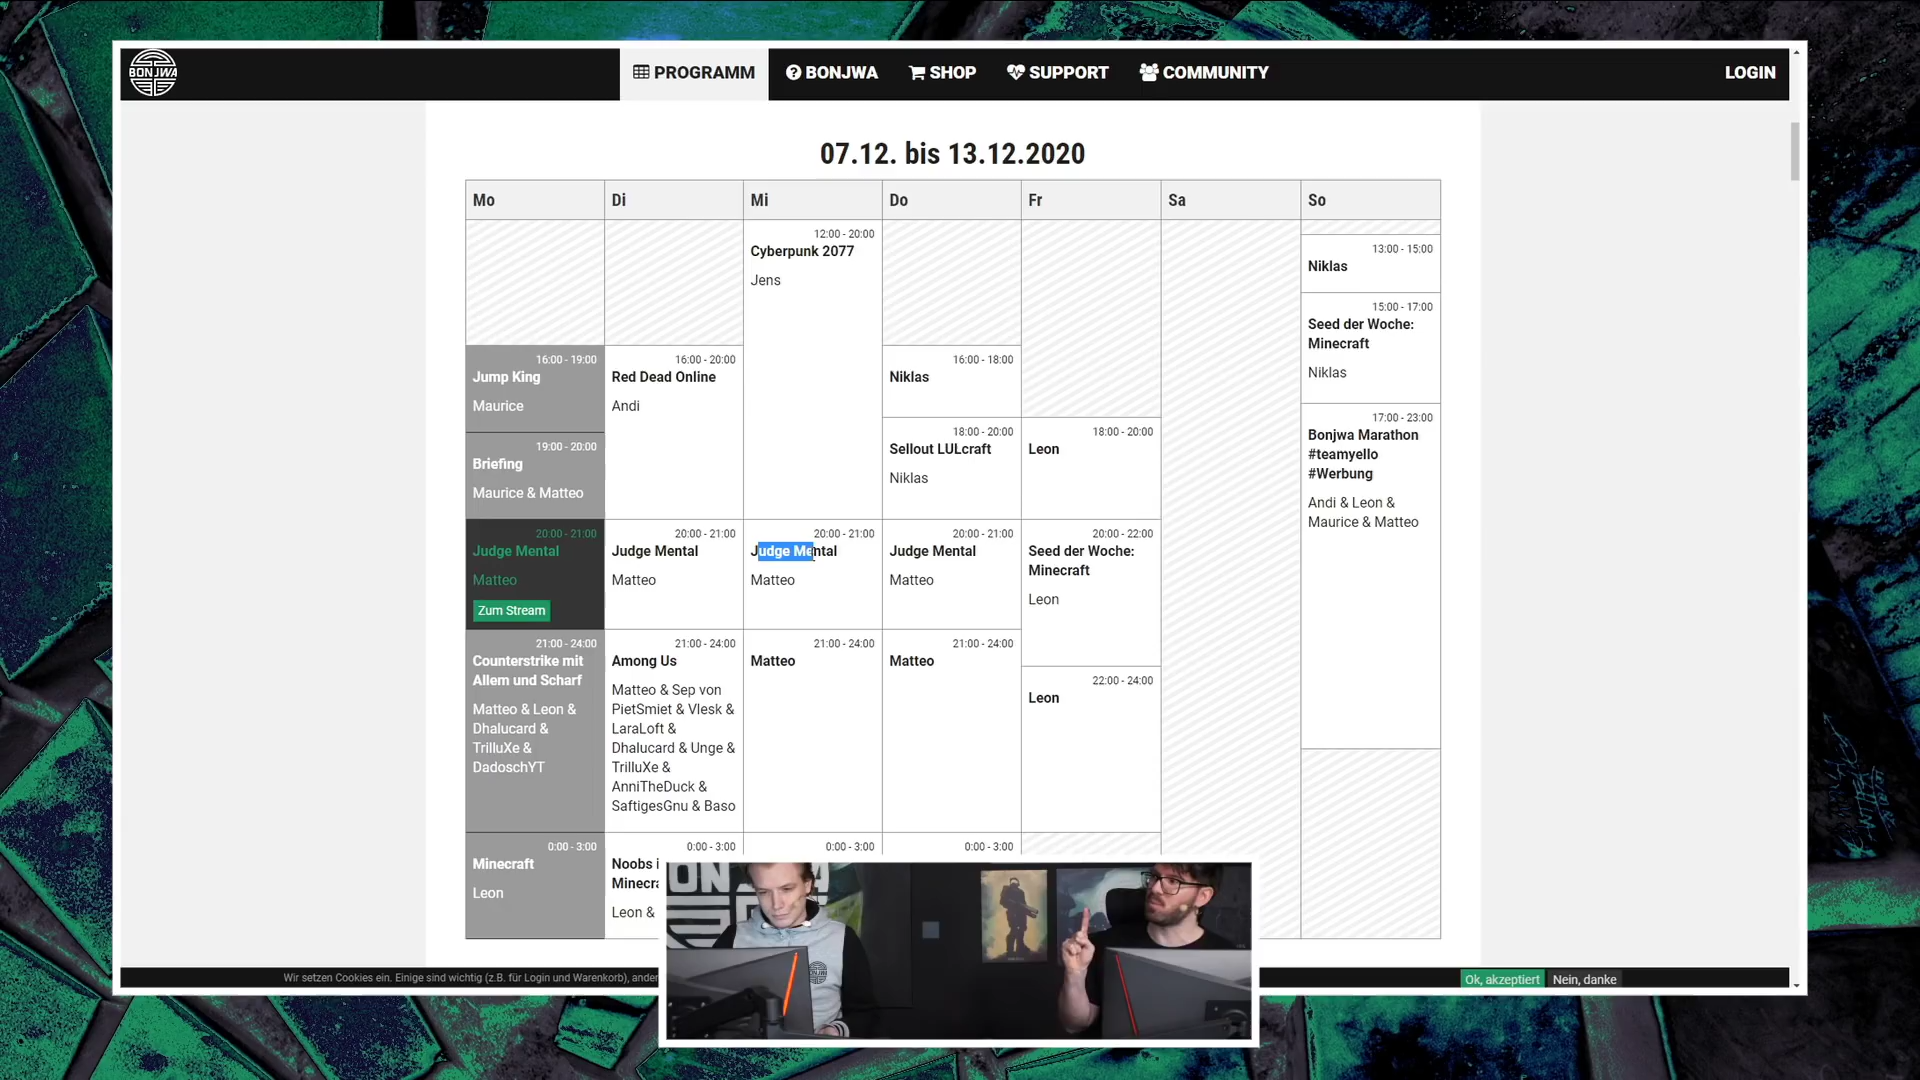 BONJWA
PROGRAMM
BONJWA
SHOP
SUPPORT
COMMUNITY
LOGIN
07.12. bis 13.12.2020
Mo
Di
Mi
Do
Fr
Sa
So
16:00 - 19:00
Jump King
Maurice
19:00 - 20:00
Briefing
Maurice & Matteo
20:00 - 21:00
Judge Mental
Matteo
Zum Stream
21:00 - 24:00
Counterstrike mit
Allem und Scharf
Matteo & Leon &
Dhalucard &
TrilluXe &
DadoschYT
0:00 - 3:00
Minecraft
Leon
16:00 - 20:00
Red Dead Online
Andi
20:00 - 21:00
Judge Mental
Matteo
21:00 - 24:00
Among Us
Matteo & Sep von
PietSmiet & Vlesk &
LaraLoft &
Dhalucard & Unge &
TrilluXe &
AnniTheDuck &
SaftigesGnu & Baso
0:00 - 3:00
Noobs i
Minecra
Leon &
12:00 - 20:00
Cyberpunk 2077
Jens
20:00 - 21:00
Judge Mental
Matteo
21:00 - 24:00
Matteo
0:00 - 3:00
16:00 - 18:00
Niklas
18:00 - 20:00
Sellout LULcraft
Niklas
20:00 - 21:00
Judge Mental
Matteo
21:00 - 24:00
Matteo
0:00 - 3:00
18:00 - 20:00
Leon
20:00 - 22:00
Seed der Woche:
Minecraft
Leon
22:00 - 24:00
Leon
13:00 - 15:00
Niklas
15:00 - 17:00
Seed der Woche:
Minecraft
Niklas
17:00 - 23:00
Bonjwa Marathon
#teamyello
#Werbung
Andi & Leon &
Maurice & Matteo
Wir setzen Cookies ein. Einige sind wichtig (z.B. für Login und Warenkorb), ander
Ok, akzeptiert
Nein, danke